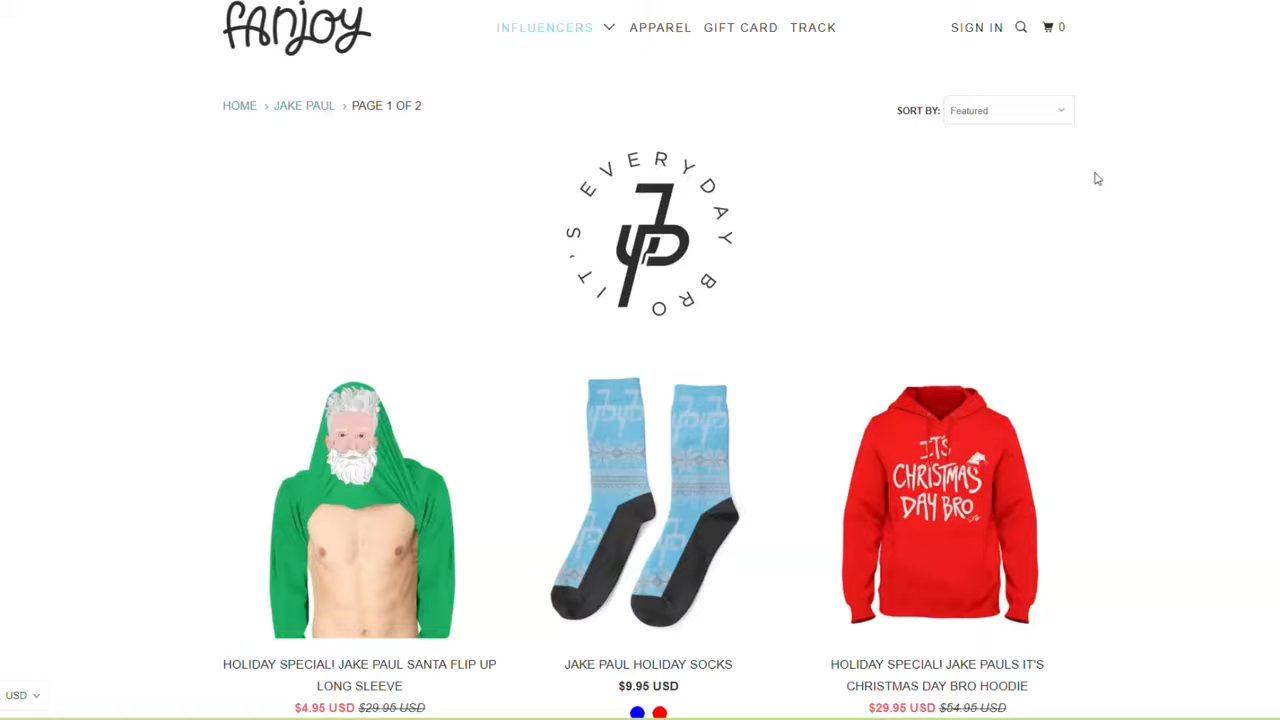 fanjoy
INFLUENCERS APPAREL GIFT CARD TRACK SIGN IN 0
HOME › JAKE PAUL › PAGE 1 OF 2
SORT BY: Featured
IT'S EVERYDAY BRO
JP
IT'S
CHRISTMAS
DAY BRO
HOLIDAY SPECIAL! JAKE PAUL SANTA FLIP UP
LONG SLEEVE
$4.95 USD $29.95 USD
JAKE PAUL HOLIDAY SOCKS
$9.95 USD
HOLIDAY SPECIAL! JAKE PAULS IT'S
CHRISTMAS DAY BRO HOODIE
$29.95 USD $54.95 USD
USD